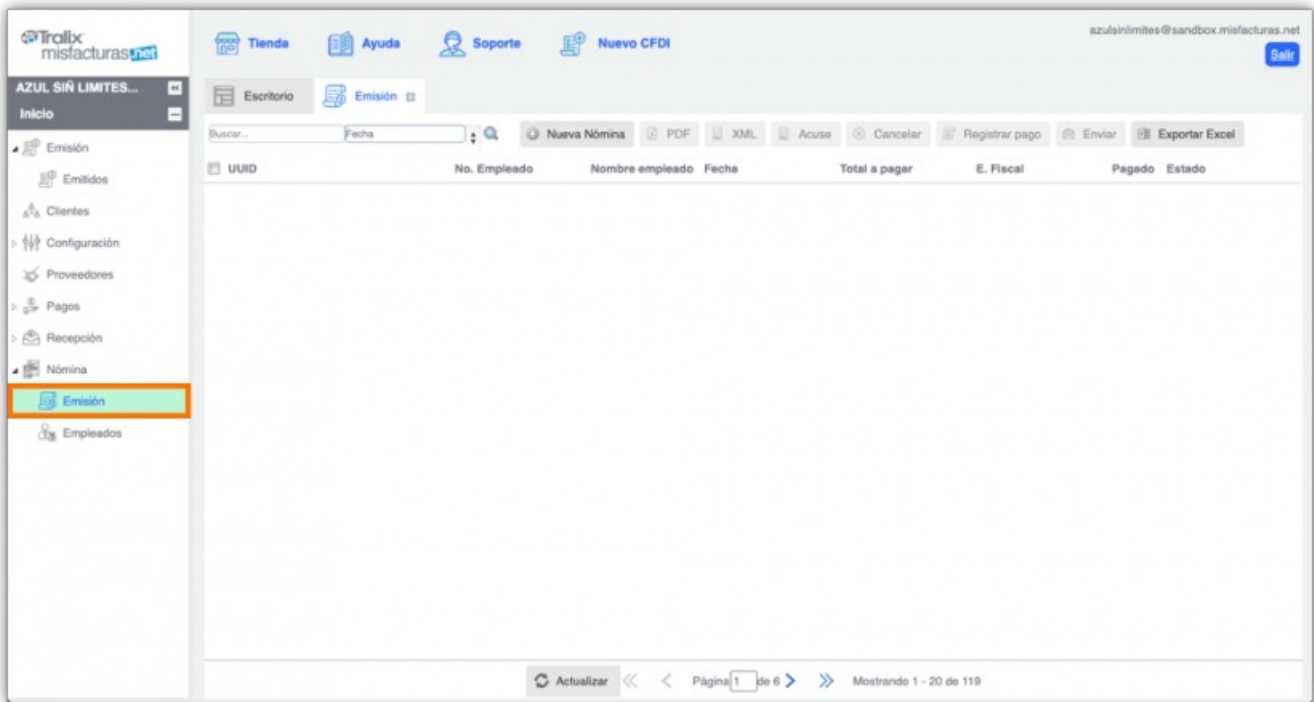 Tralix
misfacturas.net
Tienda
Ayuda
Soporte
Nuevo CFDI
azulsinlimites@sandbox.misfacturas.net
Salir
AZUL SIÑ LIMITES...
Inicio
Escritorio
Emisión
Buscar...
Fecha
Nueva Nómina
PDF
XML
Acuse
Cancelar
Registrar pago
Enviar
Exportar Excel
UUID
No. Empleado
Nombre empleado
Fecha
Total a pagar
E. Fiscal
Pagado
Estado
Emisión
Emitidos
Clientes
Configuración
Proveedores
Pagos
Recepción
Nómina
Emisión
Empleados
Actualizar
Página 1 de 6
Mostrando 1 - 20 de 119